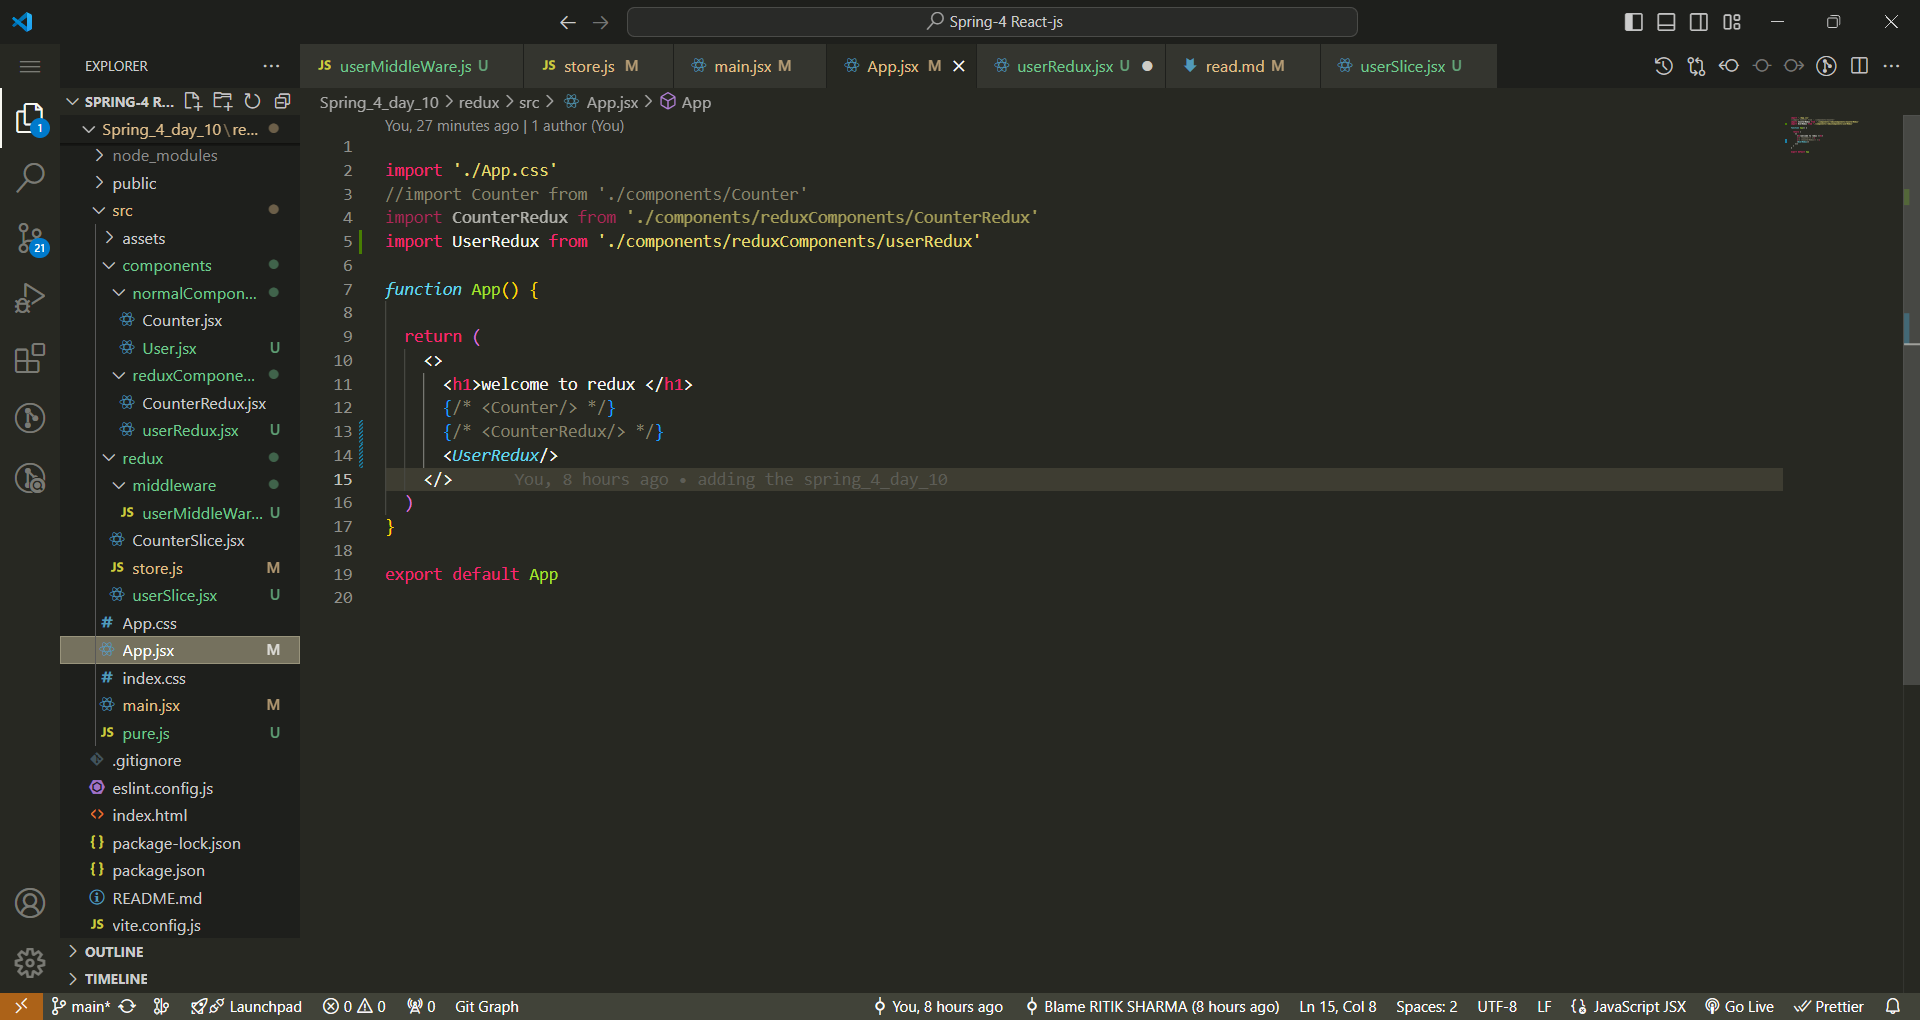 Spring-4 React-js
EXPLORER
JS userMiddleWare.js U
JS store.js M
main.jsx M
App.jsx M
userRedux.jsx U
read.md M
userSlice.jsx U
SPRING-4 R...
Spring_4_day_10\re...
node_modules
public
src
assets
components
normalCompon...
Counter.jsx
User.jsx U
reduxCompone...
CounterRedux.jsx
userRedux.jsx U
redux
middleware
JS userMiddleWar... U
CounterSlice.jsx
JS store.js M
userSlice.jsx U
# App.css
App.jsx M
# index.css
main.jsx M
JS pure.js U
.gitignore
eslint.config.js
<> index.html
{} package-lock.json
{} package.json
README.md
JS vite.config.js
OUTLINE
TIMELINE
1
21
Spring_4_day_10 > redux > src > App.jsx > App
You, 27 minutes ago | 1 author (You)
1
2 import './App.css'
3 //import Counter from './components/Counter'
4 import CounterRedux from './components/reduxComponents/CounterRedux'
5 import UserRedux from './components/reduxComponents/userRedux'
6
7 function App() {
8
9 return (
10 <>
11 <h1>welcome to redux </h1>
12 {/* <Counter/> */}
13 {/* <CounterRedux/> */}
14 <UserRedux/>
15 </> You, 8 hours ago • adding the spring_4_day_10
16 )
17 }
18
19 export default App
20
main* Launchpad 0 0 0 Git Graph You, 8 hours ago Blame RITIK SHARMA (8 hours ago) Ln 15, Col 8 Spaces: 2 UTF-8 LF {} JavaScript JSX Go Live Prettier